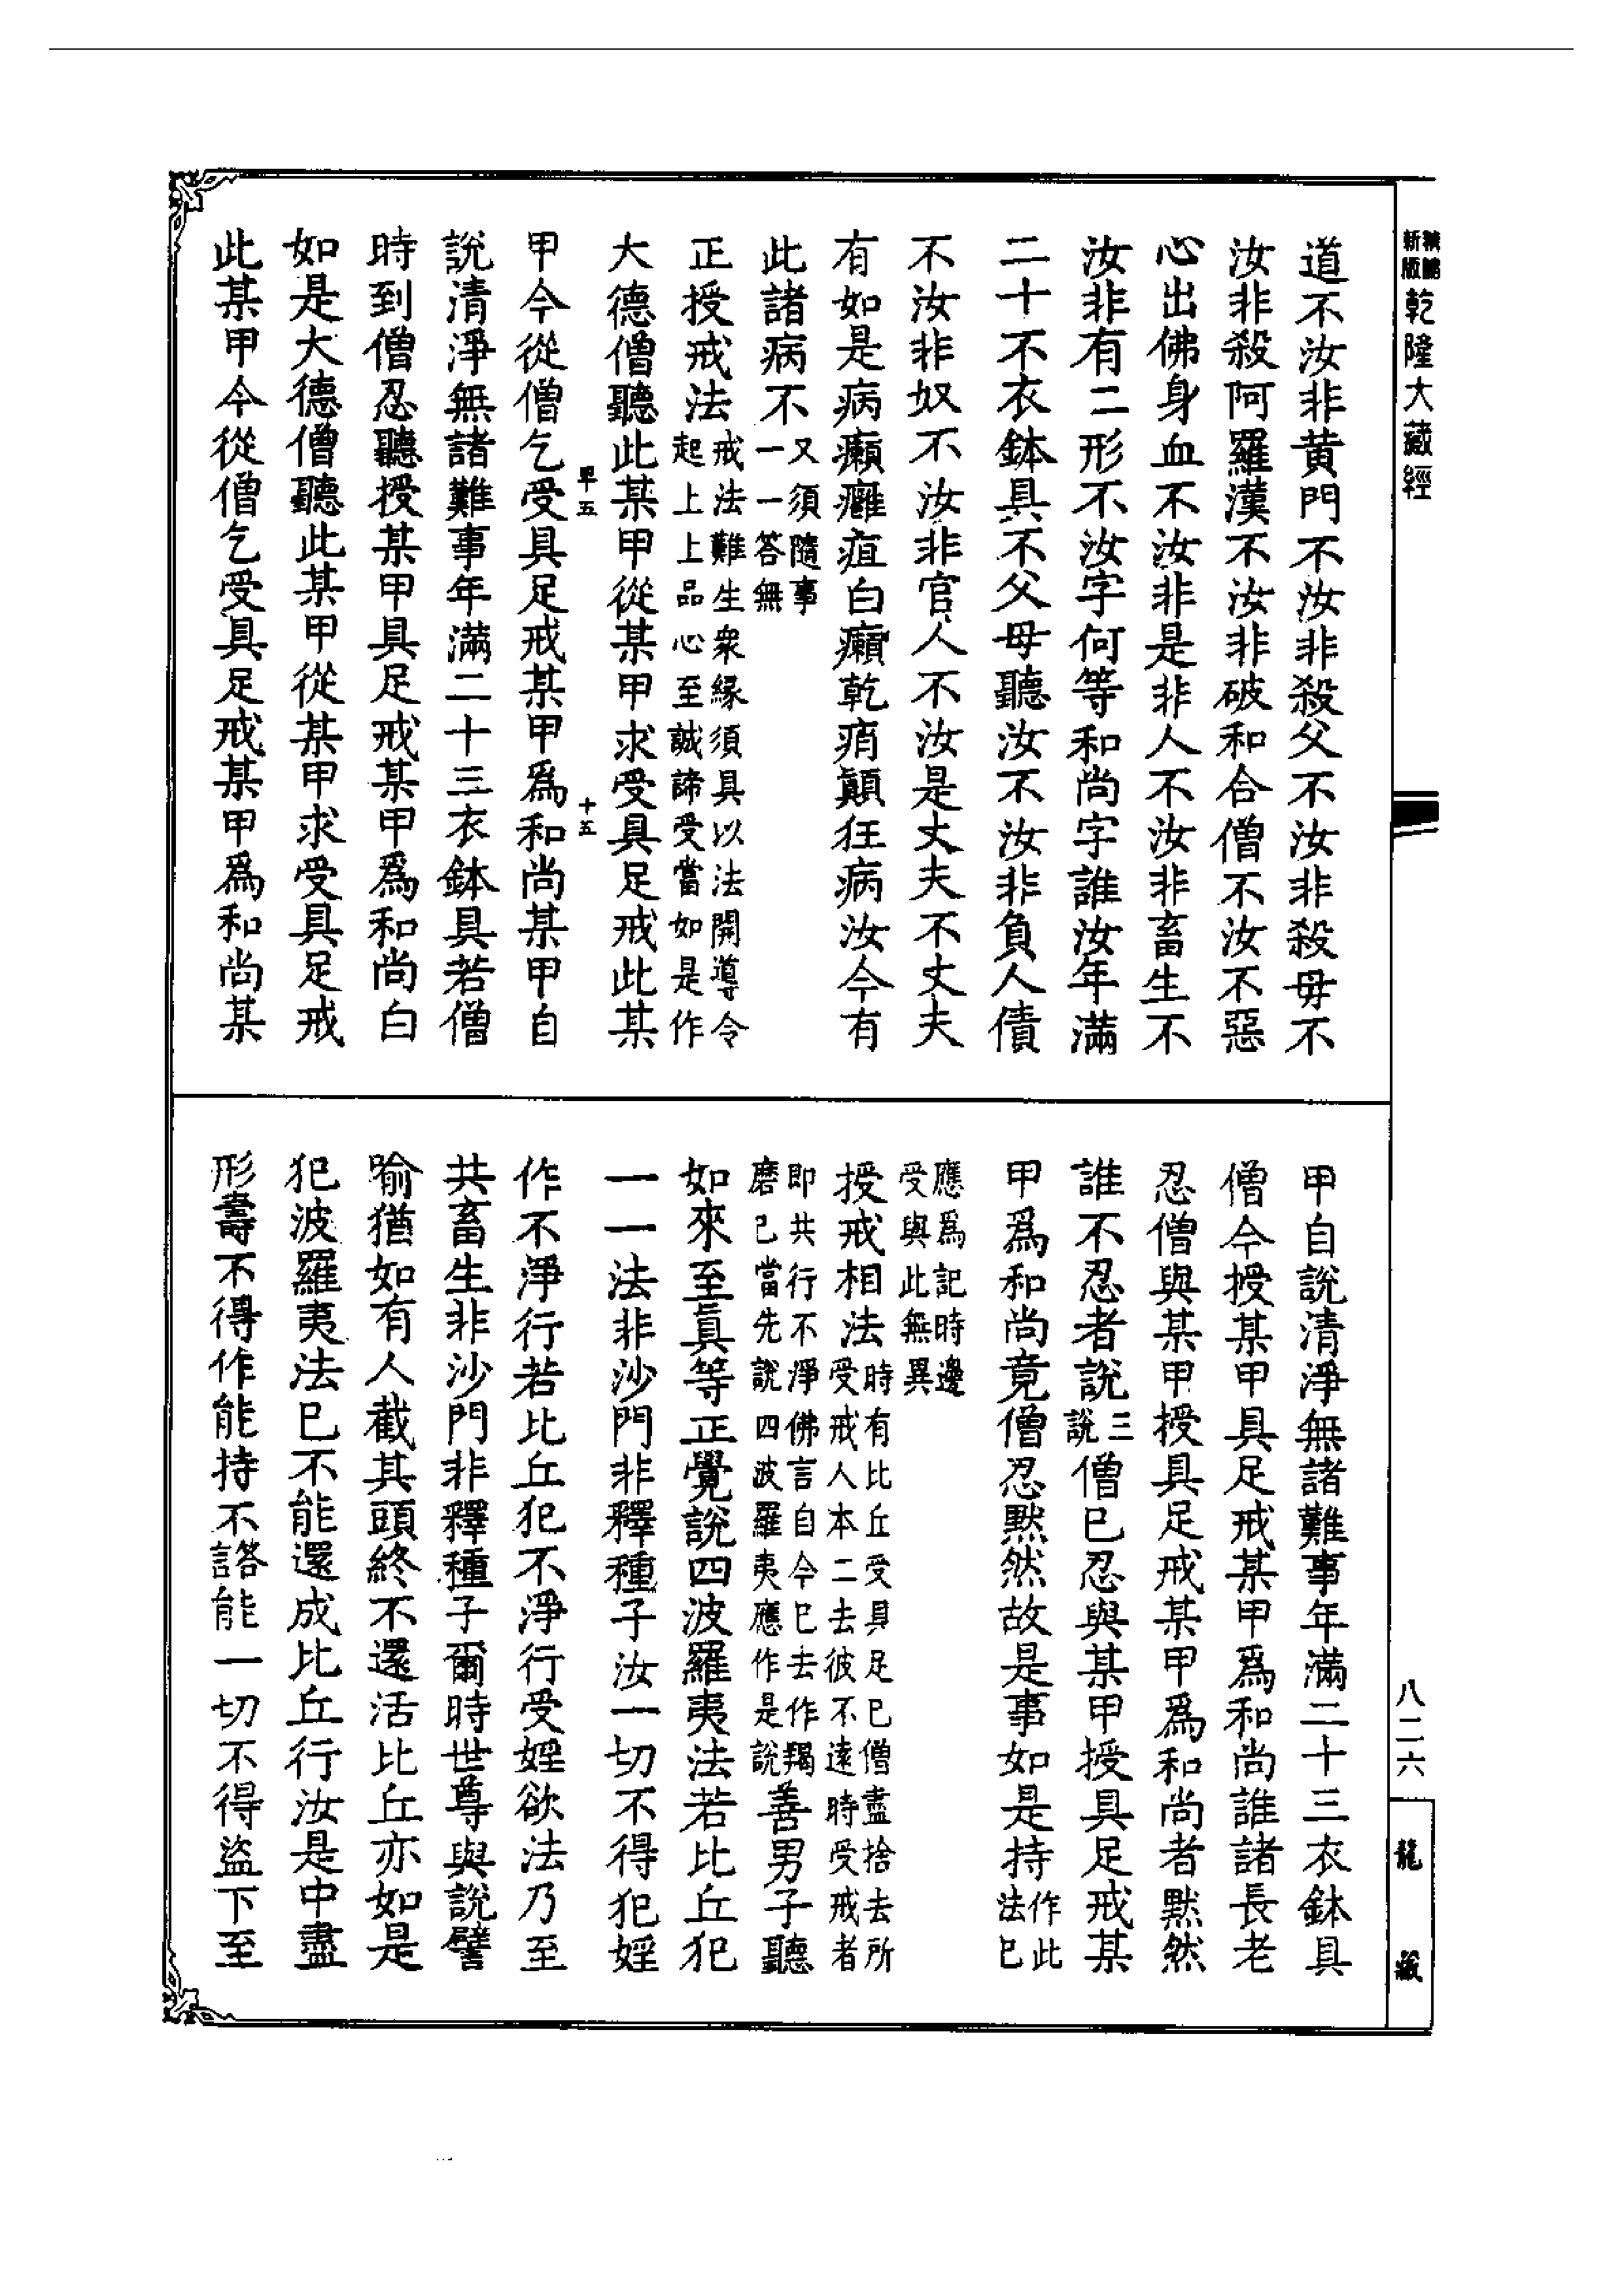 新版 乾隆大藏經
道不汝非黃門不汝非殺父不汝非殺母不
汝非殺阿羅漢不汝非破和合僧不汝不惡
心出佛身血不汝非是非人不汝非畜生不
汝非有二形不汝字何等和尚字誰汝年滿
二十不衣鉢具不父母聽汝不汝非負人債
不汝非奴不汝非官人不汝是丈夫不丈夫
有如是病癩癰疽白癩乾痟顛狂病汝今有
此諸病不又須隨事一一答無
正授戒法戒法難生衆緣須具以法開導令起上上品心至誠諦受當如是作
大德僧聽此某甲從某甲求受具足戒此某
早五 十五
甲今從僧乞受具足戒某甲爲和尚某甲自
說清淨無諸難事年滿二十三衣鉢具若僧
時到僧忍聽授某甲具足戒某甲爲和尚白
如是大德僧聽此某甲從某甲求受具足戒
此某甲今從僧乞受具足戒某甲爲和尚某
甲自說清淨無諸難事年滿二十三衣鉢具
僧今授某甲具足戒某甲爲和尚誰諸長老
忍僧與某甲授具足戒某甲爲和尚者默然
誰不忍者說三說僧已忍與某甲授具足戒某
甲爲和尚竟僧忍默然故是事如是持作此法已
應爲記時邊受與此無異
授戒相法時有比丘受具足已僧盡捨去所受戒人本二去彼不遠時受戒者
即共行不淨佛言自今已去作羯磨已當先說四波羅夷應作是說善男子聽
如來至真等正覺說四波羅夷法若比丘犯
一一法非沙門非釋種子汝一切不得犯婬
作不淨行若比丘犯不淨行受婬欲法乃至
共畜生非沙門非釋種子爾時世尊與說譬
喻猶如有人截其頭終不還活比丘亦如是
犯波羅夷法已不能還成比丘行汝是中盡
形壽不得作能持不諮能一切不得盜下至
八二六
龍藏